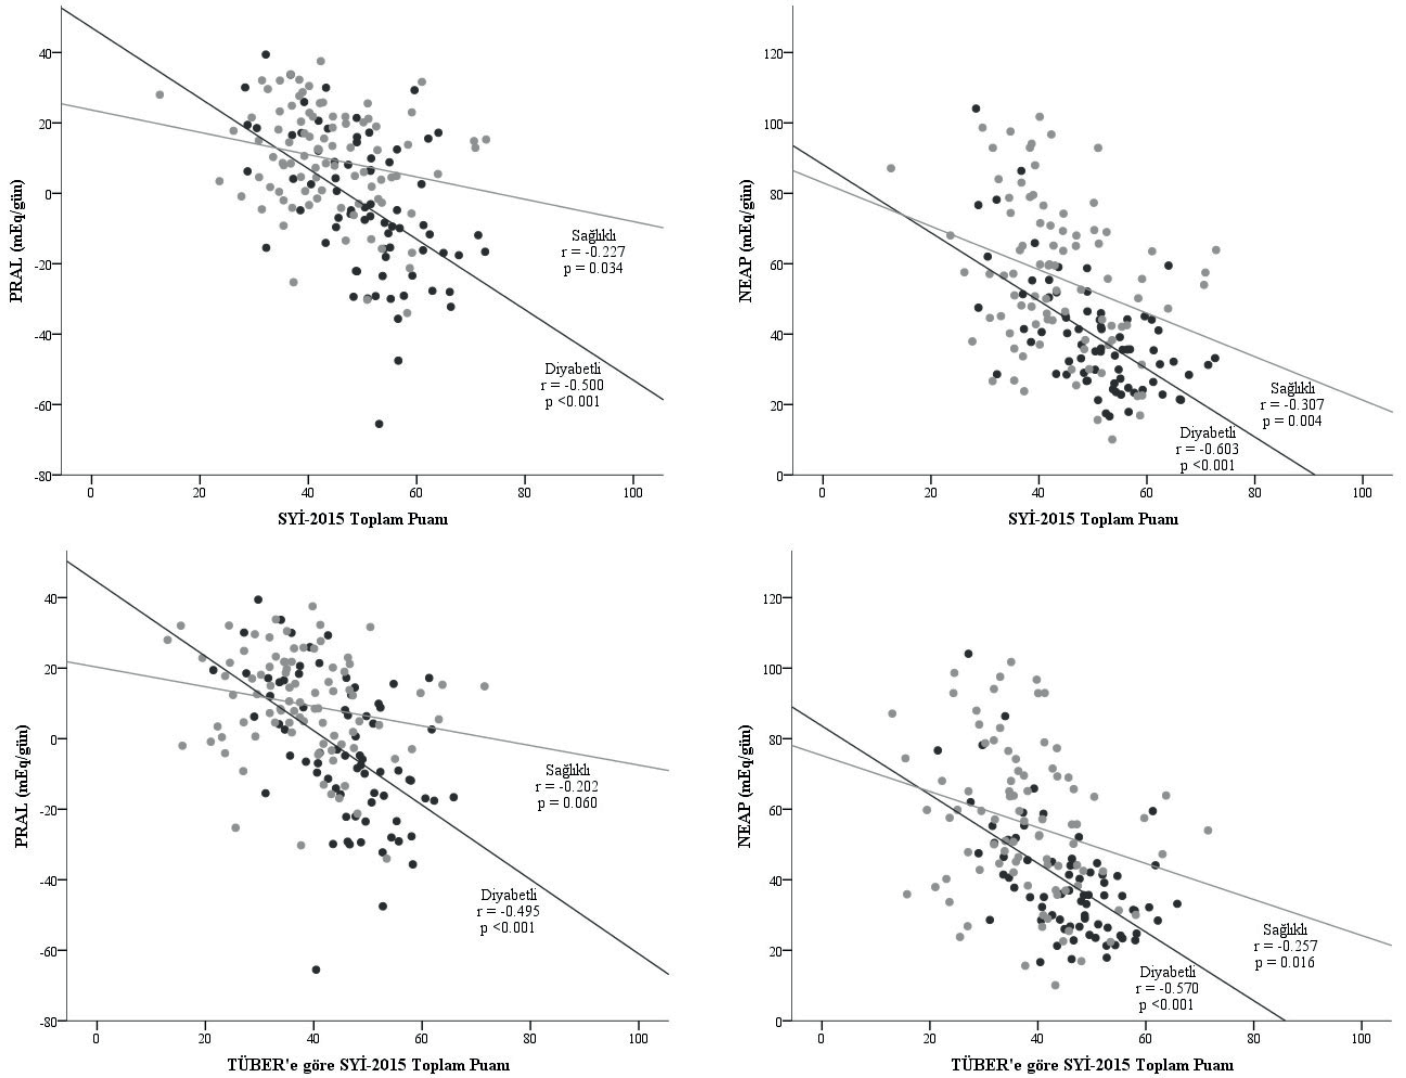 40
20
0
-20
-40
-60
-80
PRAL (mEq/gün)
0 20 40 60 80 100
SYİ-2015 Toplam Puanı
Sağlıklı
r = -0.227
p = 0.034
Diyabetli
r = -0.500
p <0.001
120
100
80
60
40
20
0
NEAP (mEq/gün)
0 20 40 60 80 100
SYİ-2015 Toplam Puanı
Sağlıklı
r = -0.307
p = 0.004
Diyabetli
r = -0.603
p <0.001
40
20
0
-20
-40
-60
-80
PRAL (mEq/gün)
0 20 40 60 80 100
TÜBER'e göre SYİ-2015 Toplam Puanı
Sağlıklı
r = -0.202
p = 0.060
Diyabetli
r = -0.495
p <0.001
120
100
80
60
40
20
0
NEAP (mEq/gün)
0 20 40 60 80 100
TÜBER'e göre SYİ-2015 Toplam Puanı
Sağlıklı
r = -0.257
p = 0.016
Diyabetli
r = -0.570
p <0.001